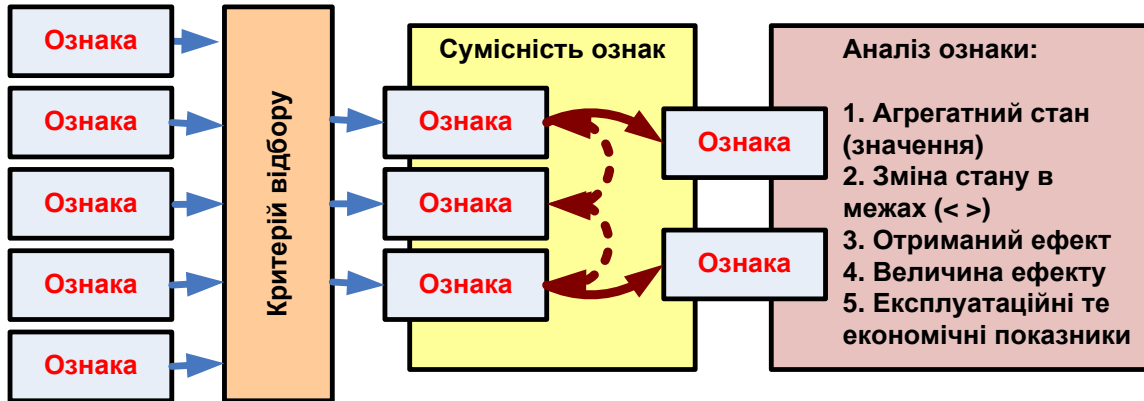 Ознака
Ознака
Ознака
Ознака
Ознака
Критерій відбору
Сумісність ознак
Ознака
Ознака
Ознака
Ознака
Ознака
Аналіз ознаки:
1. Агрегатний стан
(значення)
2. Зміна стану в
межах (< >)
3. Отриманий ефект
4. Величина ефекту
5. Експлуатаційні те
економічні показники